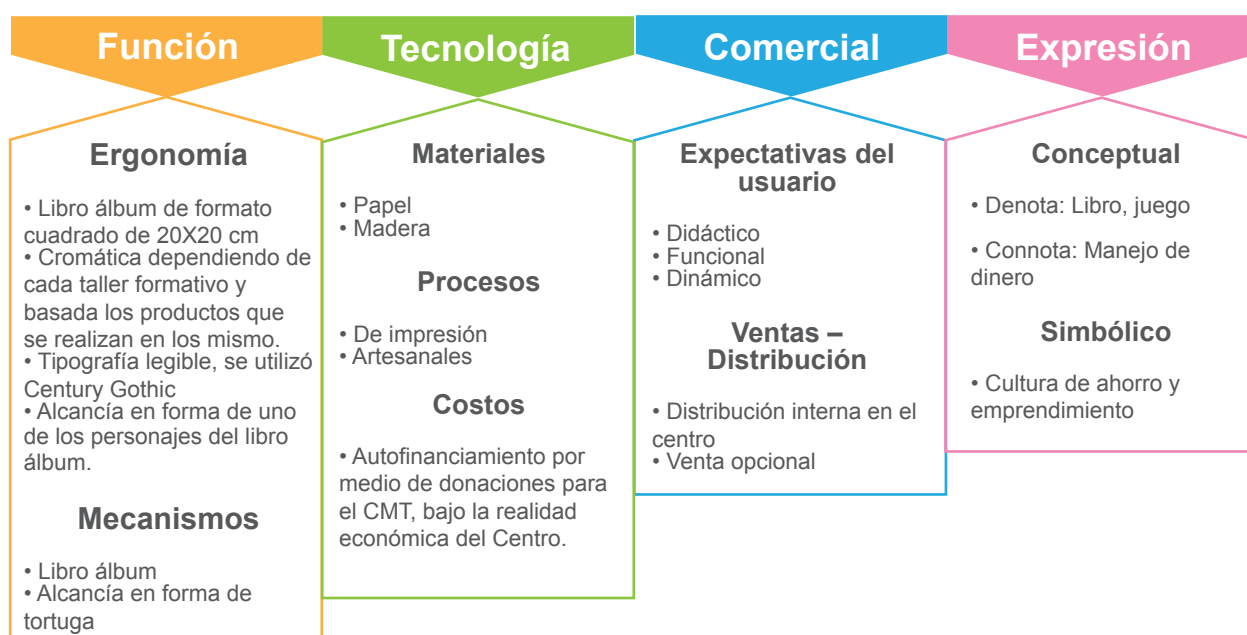 Función
Ergonomía
• Libro álbum de formato
cuadrado de 20X20 cm
• Cromática dependiendo de
cada taller formativo y
basada los productos que
se realizan en los mismo.
• Tipografía legible, se utilizó
Century Gothic
• Alcancía en forma de uno
de los personajes del libro
álbum.
Mecanismos
• Libro álbum
• Alcancía en forma de
tortuga
Tecnología
Materiales
• Papel
• Madera
Procesos
• De impresión
• Artesanales
Costos
• Autofinanciamiento por
medio de donaciones para
el CMT, bajo la realidad
económica del Centro.
Comercial
Expectativas del
usuario
• Didáctico
• Funcional
• Dinámico
Ventas –
Distribución
• Distribución interna en el
centro
• Venta opcional
Expresión
Conceptual
• Denota: Libro, juego
• Connota: Manejo de
dinero
Simbólico
• Cultura de ahorro y
emprendimiento